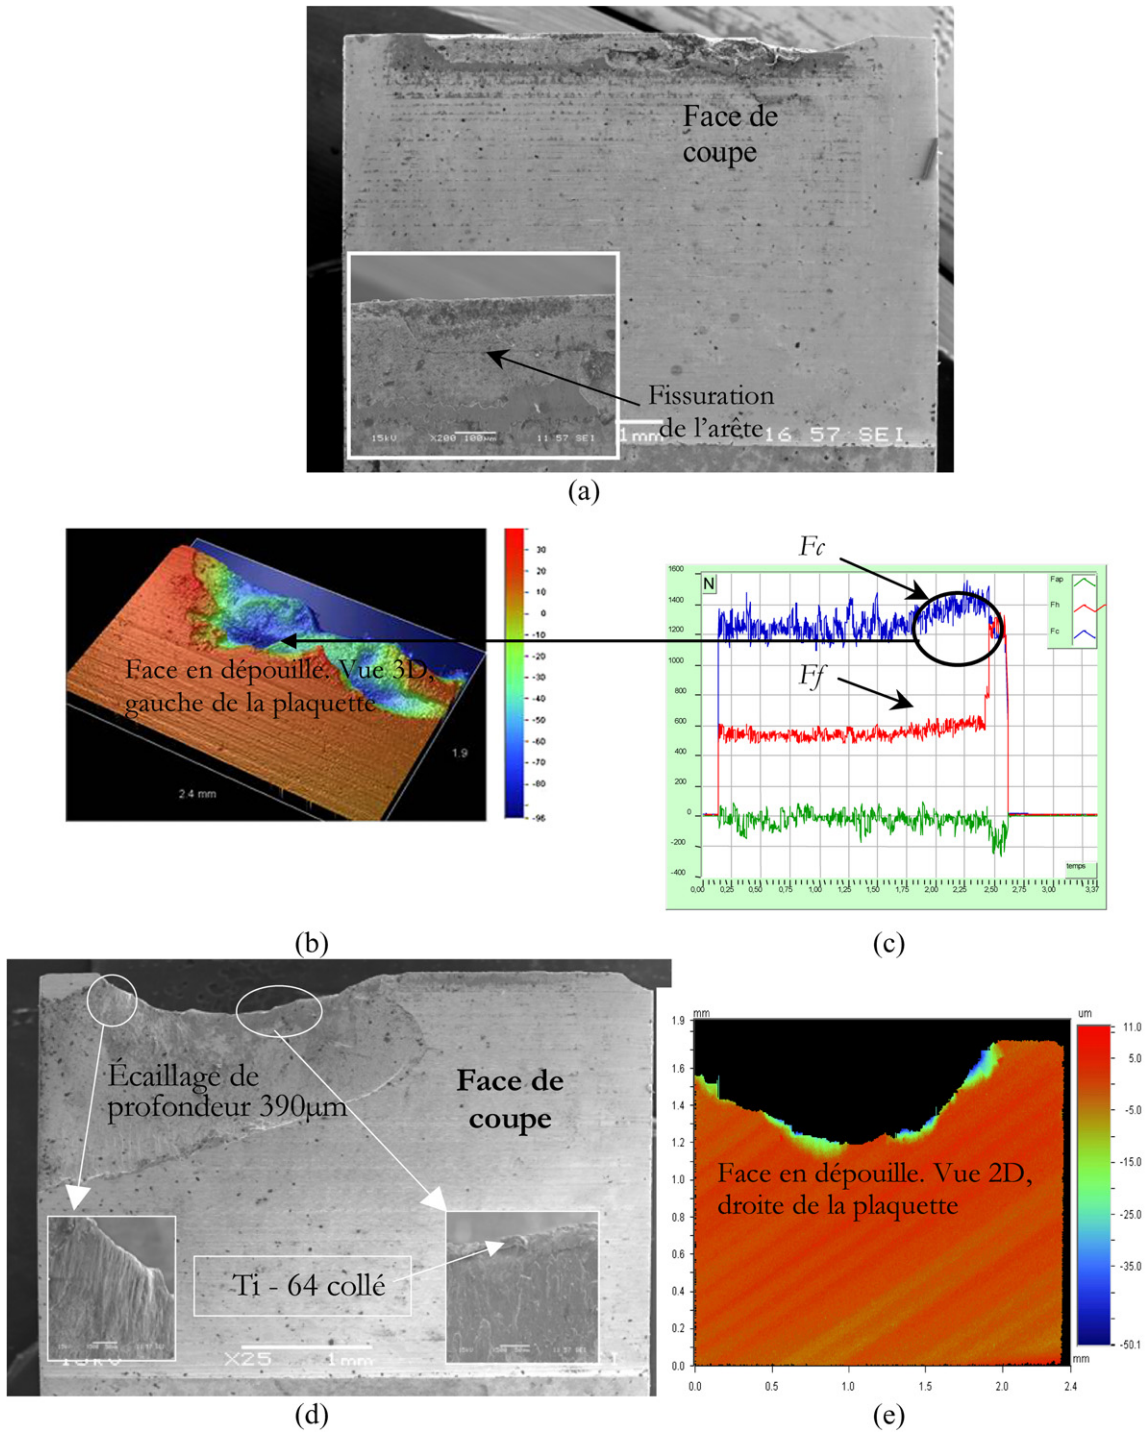 Face de
coupe
Fissuration
de l'arête
15kV X200 100µm 11 57 SEI
1mm 16 57 SEI
(a)
30
20
10
0
-10
-20
-30
-40
-50
-60
-70
-80
-96
Face en dépouille. Vue 3D,
gauche de la plaquette
2.4 mm
1.9
(b)
Fc
Ff
N
Fap
Fh
Fc
1600
1400
1200
1000
800
600
400
200
0
-200
-400
temps
0,00 0,25 0,50 0,75 1,00 1,25 1,50 1,75 2,00 2,25 2,50 2,75 3,00 3,37
(c)
Écaillage de
profondeur 390µm
Face de
coupe
Ti - 64 collé
X25 1mm
(d)
mm
1.9
1.6
1.4
1.2
1.0
0.8
0.6
0.4
0.2
0.0
0.0 0.5 1.0 1.5 2.0 2.4
mm
um
11.0
5.0
-5.0
-15.0
-25.0
-35.0
-50.1
Face en dépouille. Vue 2D,
droite de la plaquette
(e)